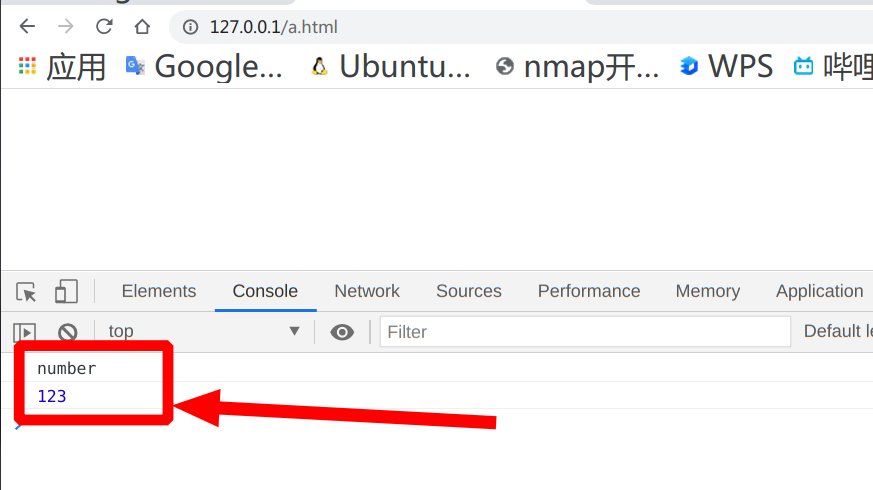 127.0.0.1/a.html
应用 Google... Ubuntu... nmap开... WPS 哔哩
Elements Console Network Sources Performance Memory Application
top Filter Default le
number
123